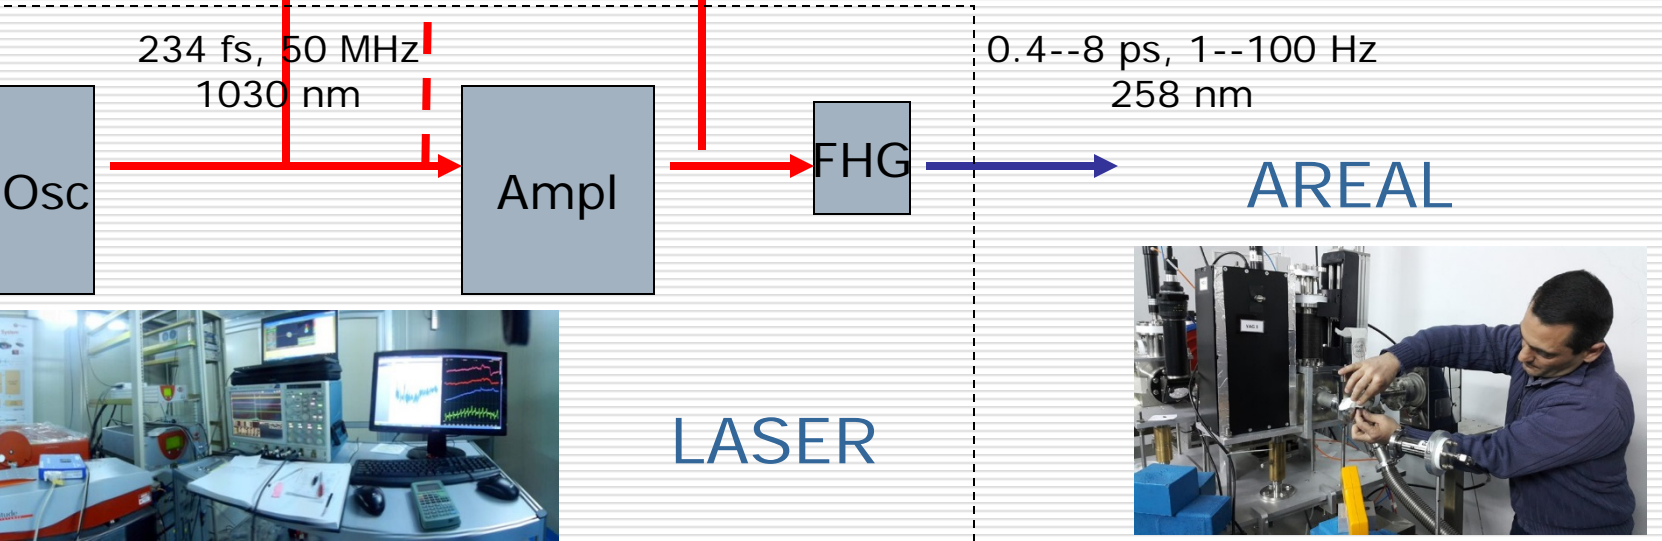 234 fs, 50 MHz
1030 nm
0.4--8 ps, 1--100 Hz
258 nm
Osc
Ampl
FHG
AREAL
LASER
System